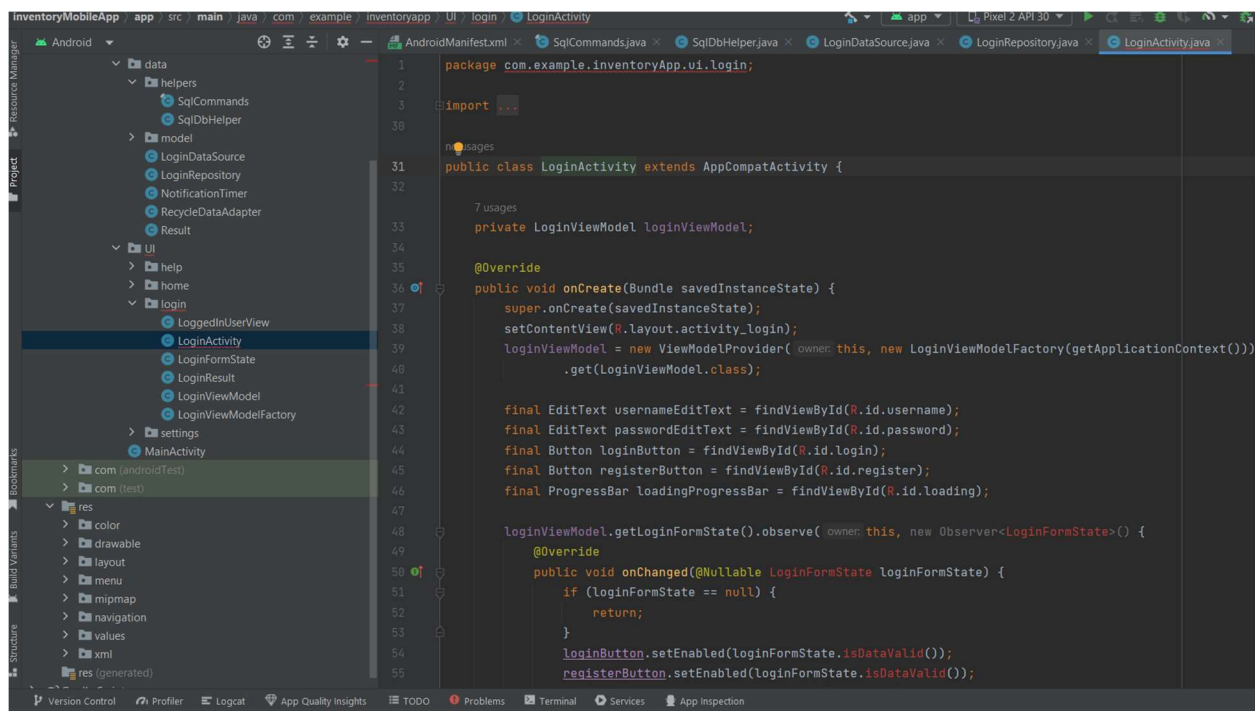 inventoryMobileApp app src main java com example inventoryapp UI login LoginActivity
app Pixel 2 API 30
Android
AndroidManifest.xml SqlCommands.java SqlDbHelper.java LoginDataSource.java LoginRepository.java LoginActivity.java
Resource Manager
Project
Bookmarks
Build Variants
Structure
data
helpers
SqlCommands
SqlDbHelper
model
LoginDataSource
LoginRepository
NotificationTimer
RecycleDataAdapter
Result
UI
help
home
login
LoggedInUserView
LoginActivity
LoginFormState
LoginResult
LoginViewModel
LoginViewModelFactory
settings
MainActivity
com (androidTest)
com (test)
res
color
drawable
layout
menu
mipmap
navigation
values
xml
res (generated)
1 package com.example.inventoryApp.ui.login;
2
3 import ...
30
no usages
31 public class LoginActivity extends AppCompatActivity {
32
7 usages
33 private LoginViewModel loginViewModel;
34
35 @Override
36 public void onCreate(Bundle savedInstanceState) {
37 super.onCreate(savedInstanceState);
38 setContentView(R.layout.activity_login);
39 loginViewModel = new ViewModelProvider( owner: this, new LoginViewModelFactory(getApplicationContext()))
40 .get(LoginViewModel.class);
41
42 final EditText usernameEditText = findViewById(R.id.username);
43 final EditText passwordEditText = findViewById(R.id.password);
44 final Button loginButton = findViewById(R.id.login);
45 final Button registerButton = findViewById(R.id.register);
46 final ProgressBar loadingProgressBar = findViewById(R.id.loading);
47
48 loginViewModel.getLoginFormState().observe( owner: this, new Observer<LoginFormState>() {
49 @Override
50 public void onChanged(@Nullable LoginFormState loginFormState) {
51 if (loginFormState == null) {
52 return;
53 }
54 loginButton.setEnabled(loginFormState.isDataValid());
55 registerButton.setEnabled(loginFormState.isDataValid());
Version Control Profiler Logcat App Quality Insights TODO Problems Terminal Services App Inspection